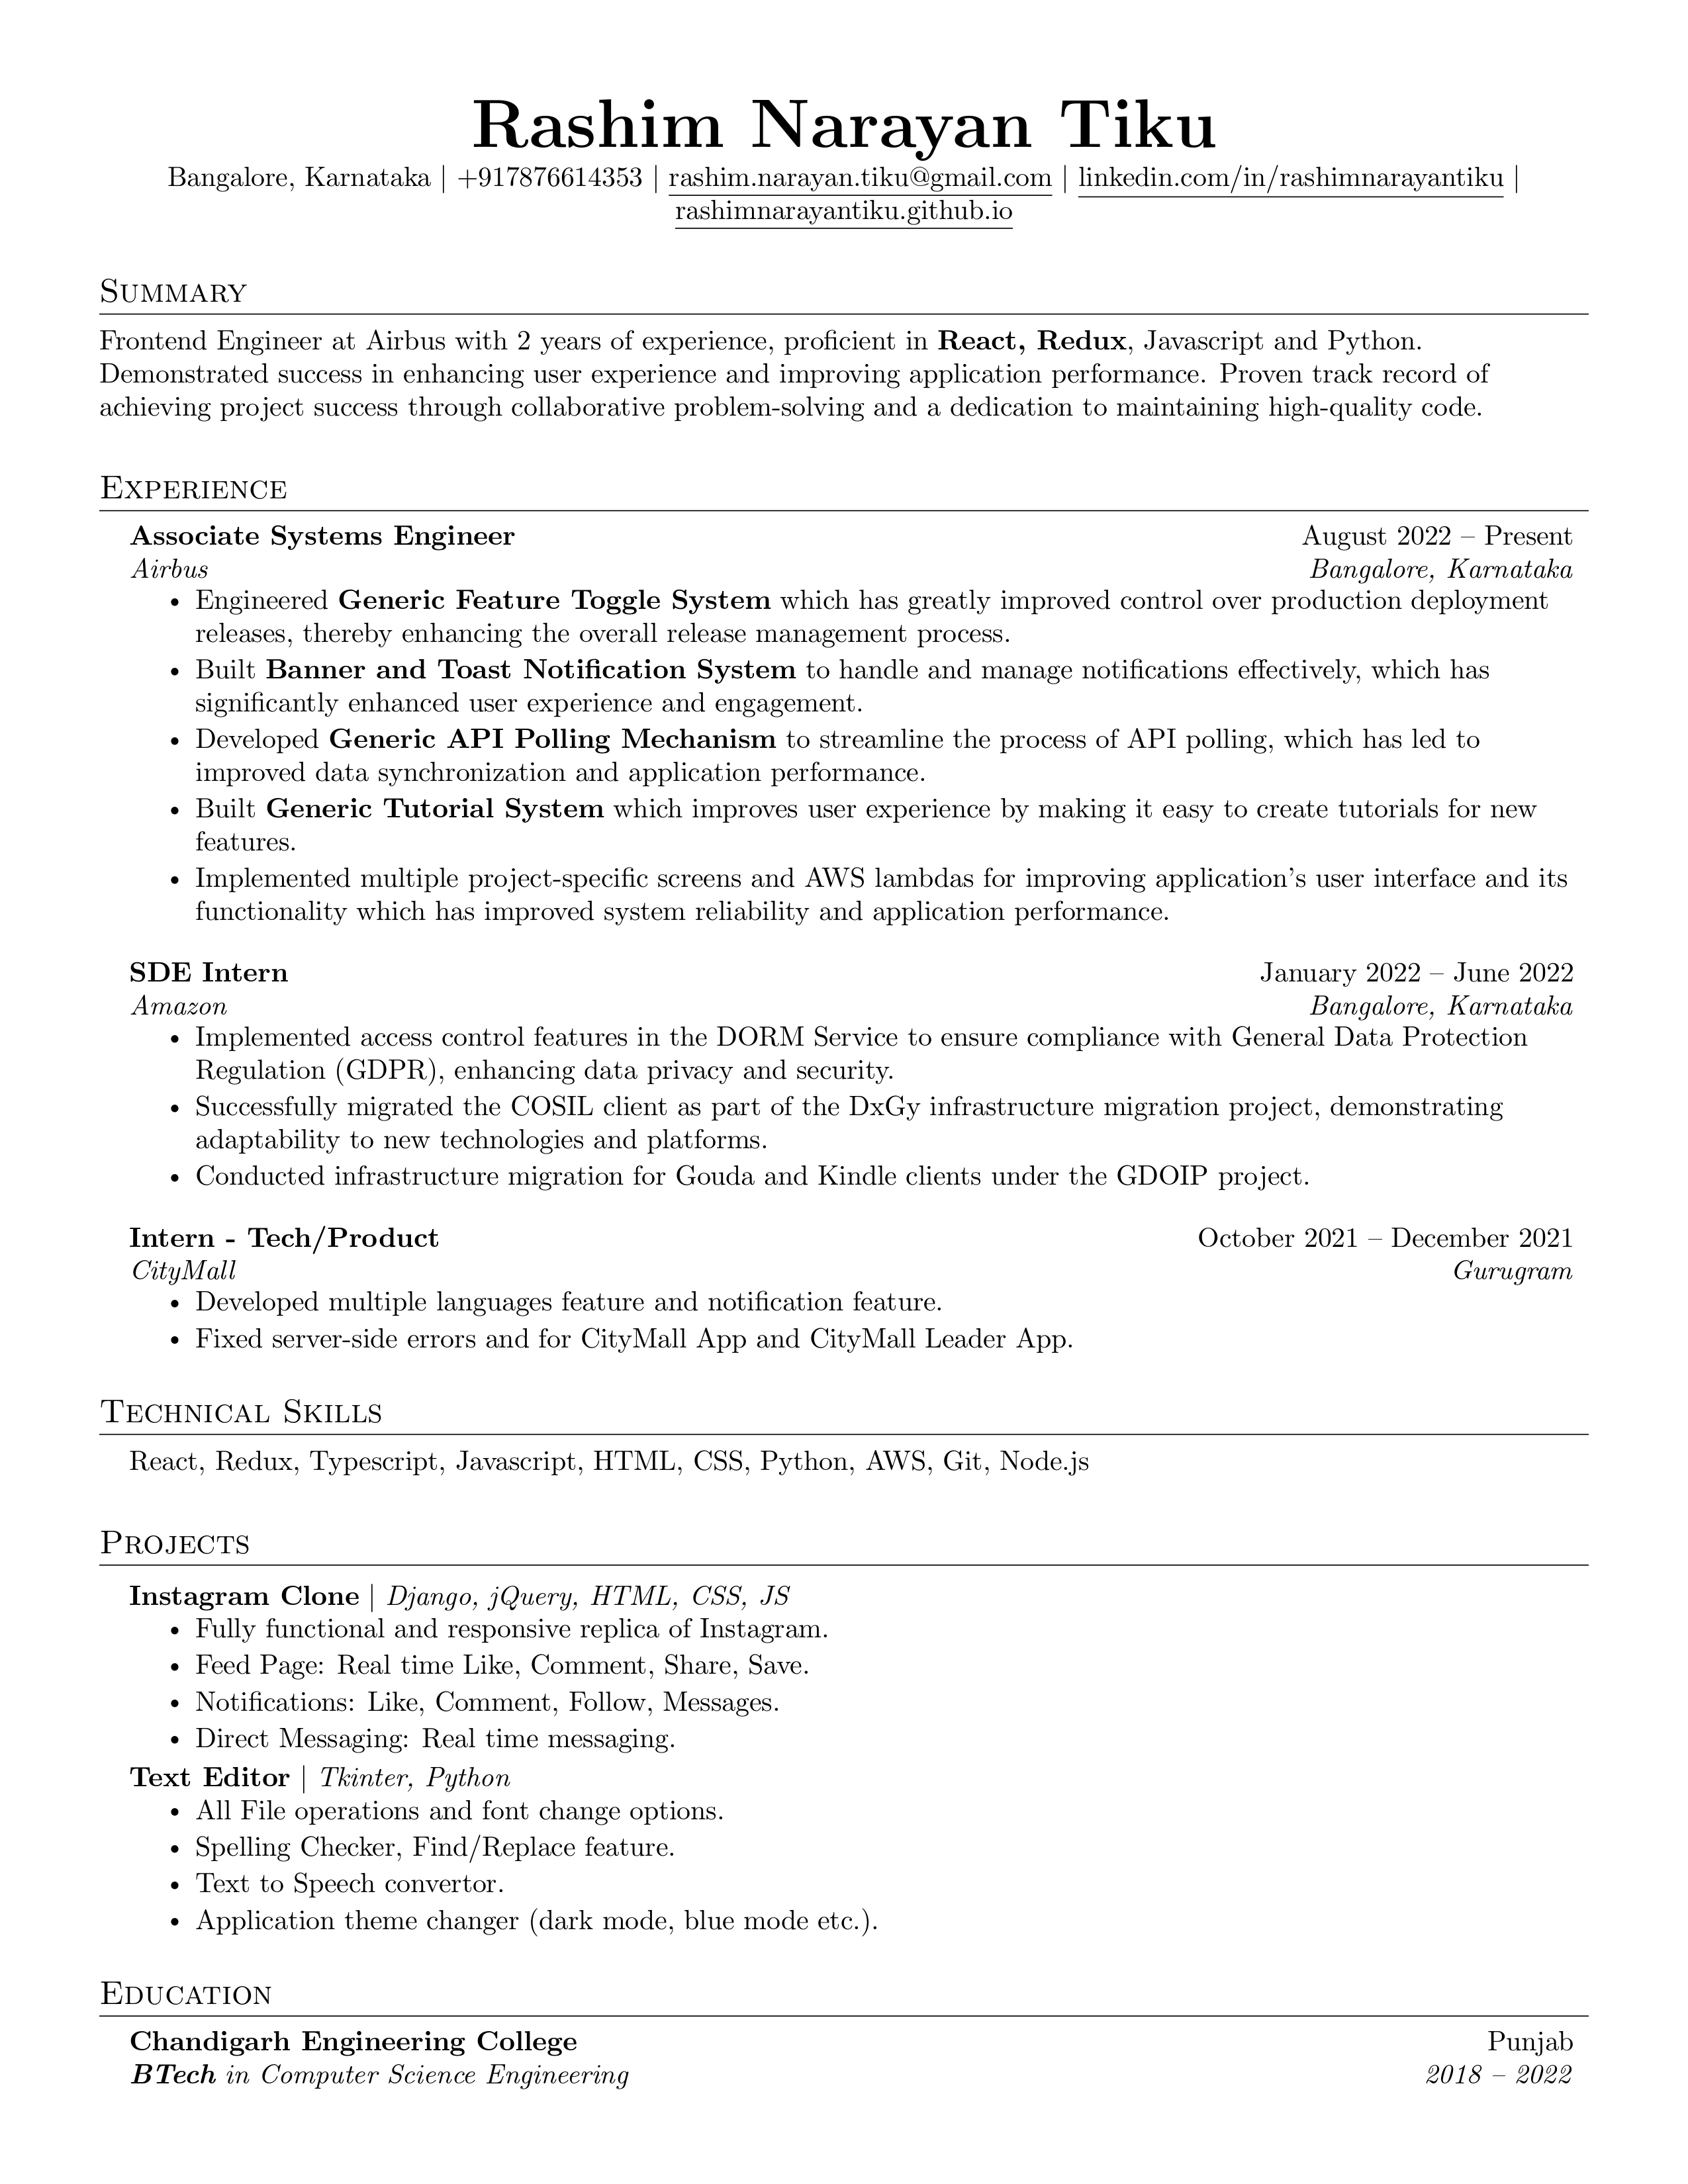 Rashim Narayan Tiku
Bangalore, Karnataka | +917876614353 | rashim.narayan.tiku@gmail.com | linkedin.com/in/rashimnarayantiku |
rashimnarayantiku.github.io
Summary
Frontend Engineer at Airbus with 2 years of experience, proficient in React, Redux, Javascript and Python.
Demonstrated success in enhancing user experience and improving application performance. Proven track record of
achieving project success through collaborative problem-solving and a dedication to maintaining high-quality code.
Experience
Associate Systems Engineer August 2022 – Present
Airbus Bangalore, Karnataka
• Engineered Generic Feature Toggle System which has greatly improved control over production deployment
releases, thereby enhancing the overall release management process.
• Built Banner and Toast Notification System to handle and manage notifications effectively, which has
significantly enhanced user experience and engagement.
• Developed Generic API Polling Mechanism to streamline the process of API polling, which has led to
improved data synchronization and application performance.
• Built Generic Tutorial System which improves user experience by making it easy to create tutorials for new
features.
• Implemented multiple project-specific screens and AWS lambdas for improving application's user interface and its
functionality which has improved system reliability and application performance.
SDE Intern January 2022 – June 2022
Amazon Bangalore, Karnataka
• Implemented access control features in the DORM Service to ensure compliance with General Data Protection
Regulation (GDPR), enhancing data privacy and security.
• Successfully migrated the COSIL client as part of the DxGy infrastructure migration project, demonstrating
adaptability to new technologies and platforms.
• Conducted infrastructure migration for Gouda and Kindle clients under the GDOIP project.
Intern - Tech/Product October 2021 – December 2021
CityMall Gurugram
• Developed multiple languages feature and notification feature.
• Fixed server-side errors and for CityMall App and CityMall Leader App.
Technical Skills
React, Redux, Typescript, Javascript, HTML, CSS, Python, AWS, Git, Node.js
Projects
Instagram Clone | Django, jQuery, HTML, CSS, JS
• Fully functional and responsive replica of Instagram.
• Feed Page: Real time Like, Comment, Share, Save.
• Notifications: Like, Comment, Follow, Messages.
• Direct Messaging: Real time messaging.
Text Editor | Tkinter, Python
• All File operations and font change options.
• Spelling Checker, Find/Replace feature.
• Text to Speech convertor.
• Application theme changer (dark mode, blue mode etc.).
Education
Chandigarh Engineering College Punjab
BTech in Computer Science Engineering 2018 – 2022